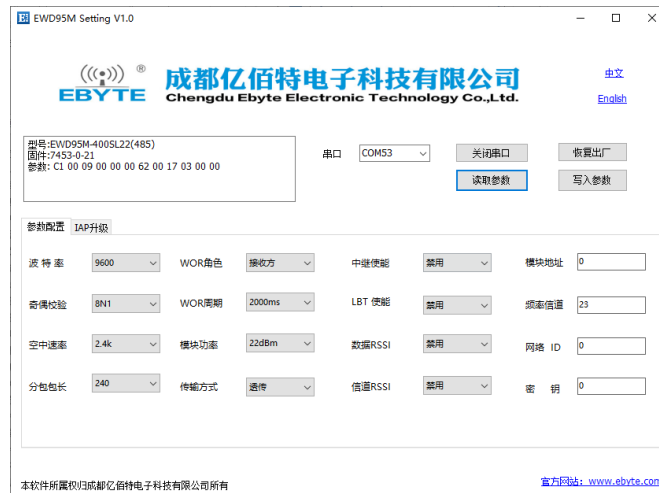 EWD95M Setting V1.0
EBYTE ®
成都亿佰特电子科技有限公司
Chengdu Ebyte Electronic Technology Co.,Ltd.
中文
English
型号:EWD95M-400SL22(485)
固件:7453-0-21
参数: C1 00 09 00 00 00 62 00 17 03 00 00
串口 COM53 关闭串口 恢复出厂
读取参数 写入参数
参数配置 IAP升级
波 特 率 9600 WOR角色 接收方 中继使能 禁用 模块地址 0
奇偶校验 8N1 WOR周期 2000ms LBT 使能 禁用 频率信道 23
空中速率 2.4k 模块功率 22dBm 数据RSSI 禁用 网络 ID 0
分包包长 240 传输方式 透传 信道RSSI 禁用 密 钥 0
本软件所属权归成都亿佰特电子科技有限公司所有
官方网站: www.ebyte.com